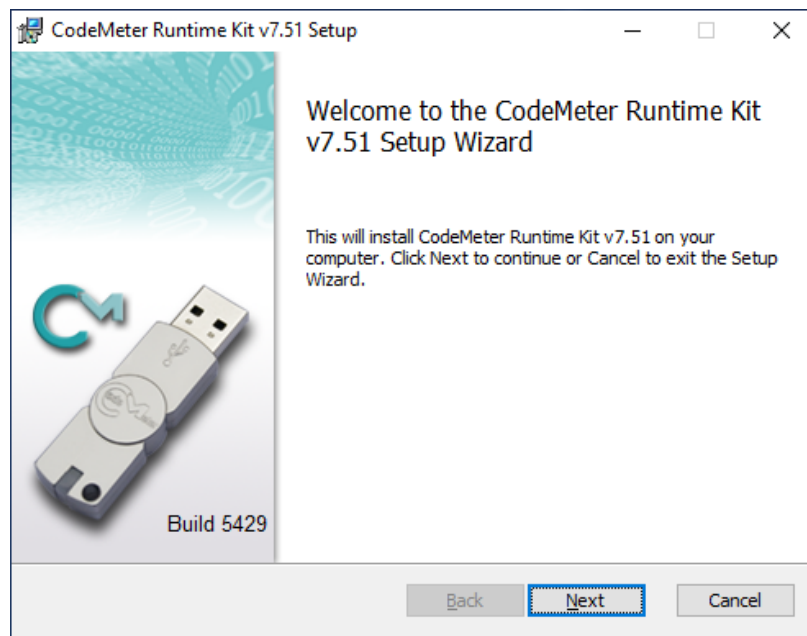 CodeMeter Runtime Kit v7.51 Setup
Welcome to the CodeMeter Runtime Kit
v7.51 Setup Wizard
This will install CodeMeter Runtime Kit v7.51 on your
computer. Click Next to continue or Cancel to exit the Setup
Wizard.
CM
Build 5429
Back
Next
Cancel